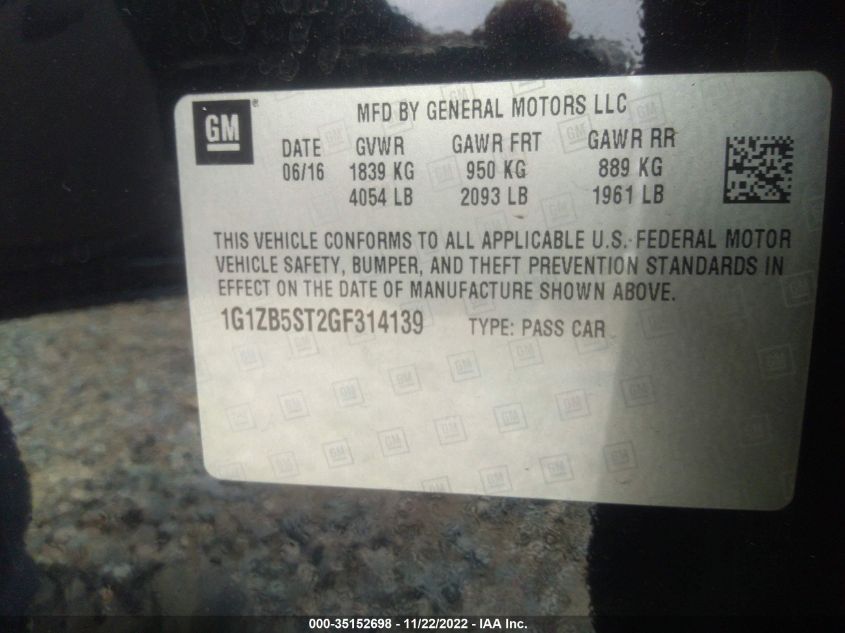 GM ® MFD BY GENERAL MOTORS LLC
DATE GVWR GAWR FRT GAWR RR
06/16 1839 KG 950 KG 889 KG
4054 LB 2093 LB 1961 LB
THIS VEHICLE CONFORMS TO ALL APPLICABLE U.S. FEDERAL MOTOR
VEHICLE SAFETY, BUMPER, AND THEFT PREVENTION STANDARDS IN
EFFECT ON THE DATE OF MANUFACTURE SHOWN ABOVE.
1G1ZB5ST2GF314139 TYPE: PASS CAR
000-35152698 - 11/22/2022 - IAA Inc.